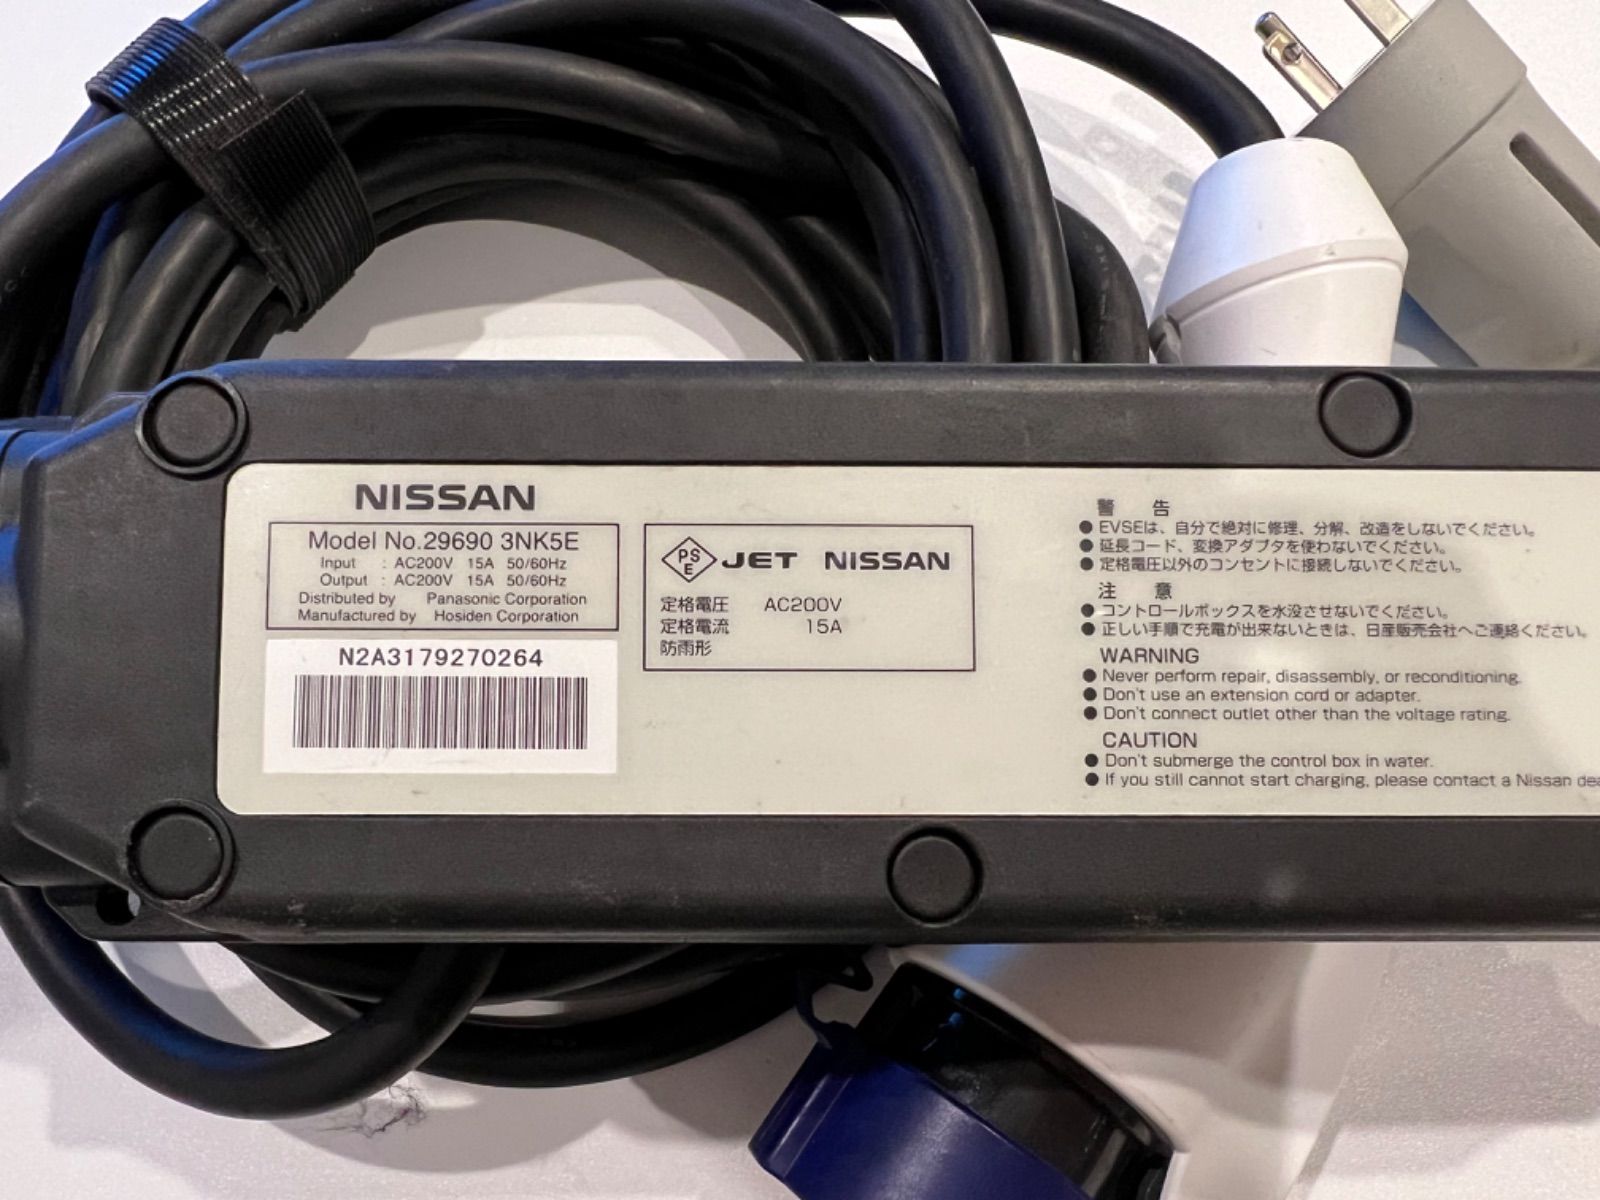 NISSAN
Model No.29690 3NK5E
Input : AC200V 15A 50/60Hz
Output : AC200V 15A 50/60Hz
Distributed by Panasonic Corporation
Manufactured by Hosiden Corporation
N2A3179270264
PS E JET NISSAN
定格電圧 AC200V
定格電流 15A
防雨形
警 告
● EVSEは、自分で絶対に修理、分解、改造をしないでください。
● 延長コード、変換アダプタを使わないでください。
● 定格電圧以外のコンセントに接続しないでください。
注 意
● コントロールボックスを水没させないでください。
● 正しい手順で充電が出来ないときは、日産販売会社へご連絡ください。
WARNING
● Never perform repair, disassembly, or reconditioning.
● Don't use an extension cord or adapter.
● Don't connect outlet other than the voltage rating.
CAUTION
● Don't submerge the control box in water.
● If you still cannot start charging, please contact a Nissan dea